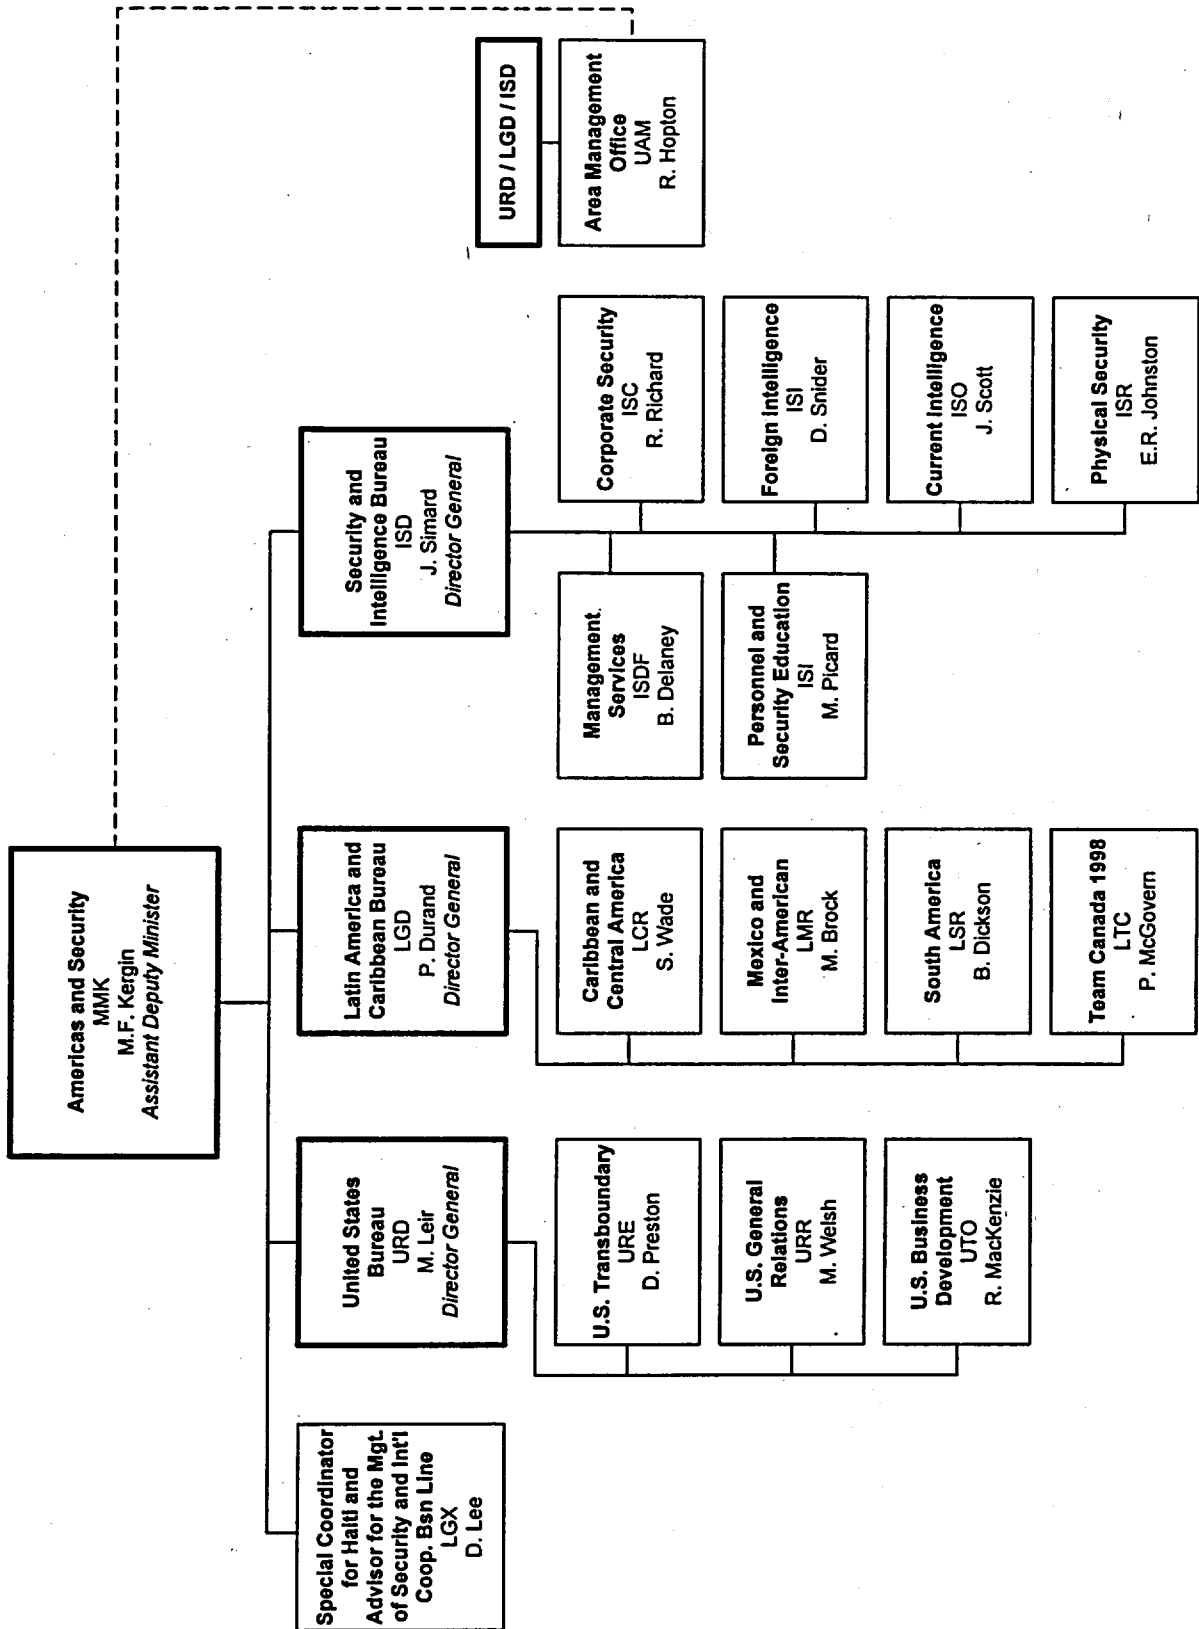 Americas and Security
MMK
M.F. Kergin
Assistant Deputy Minister
Special Coordinator
for Haiti and
Advisor for the Mgt.
of Security and Int'l
Coop. Bsn Line
LGX
D. Lee
United States
Bureau
URD
M. Leir
Director General
U.S. Transboundary
URE
D. Preston
U.S. General
Relations
URR
M. Welsh
U.S. Business
Development
UTO
R. MacKenzie
Latin America and
Caribbean Bureau
LGD
P. Durand
Director General
Caribbean and
Central America
LCR
S. Wade
Mexico and
Inter-American
LMR
M. Brock
South America
LSR
B. Dickson
Team Canada 1998
LTC
P. McGovern
Security and
Intelligence Bureau
ISD
J. Simard
Director General
Management
Services
ISDF
B. Delaney
Personnel and
Security Education
ISI
M. Picard
Corporate Security
ISC
R. Richard
Foreign Intelligence
ISI
D. Snider
Current Intelligence
ISO
J. Scott
Physical Security
ISR
E.R. Johnston
URD / LGD / ISD
Area Management
Office
UAM
R. Hopton